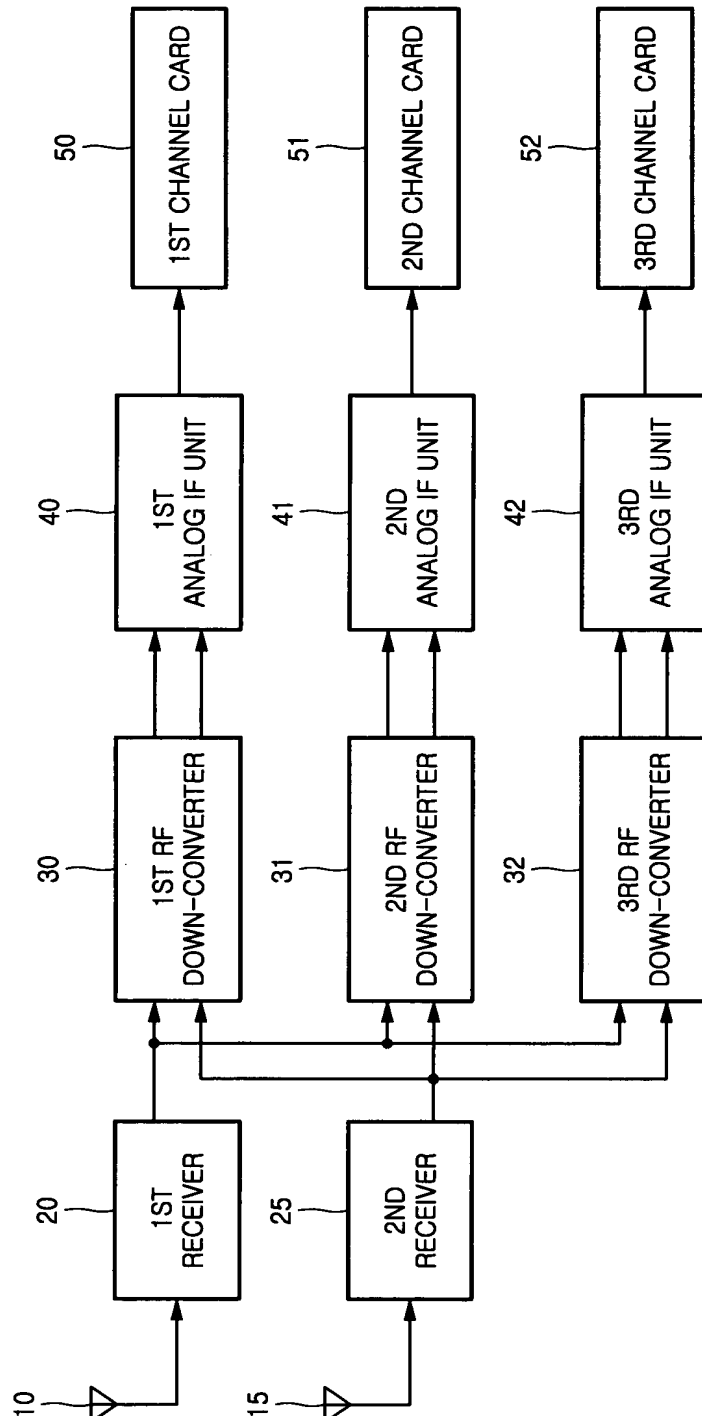 10
20
1ST
RECEIVER
30
1ST RF
DOWN-CONVERTER
40
1ST
ANALOG IF UNIT
50
1ST CHANNEL CARD
15
25
2ND
RECEIVER
31
2ND RF
DOWN-CONVERTER
41
2ND
ANALOG IF UNIT
51
2ND CHANNEL CARD
32
3RD RF
DOWN-CONVERTER
42
3RD
ANALOG IF UNIT
52
3RD CHANNEL CARD